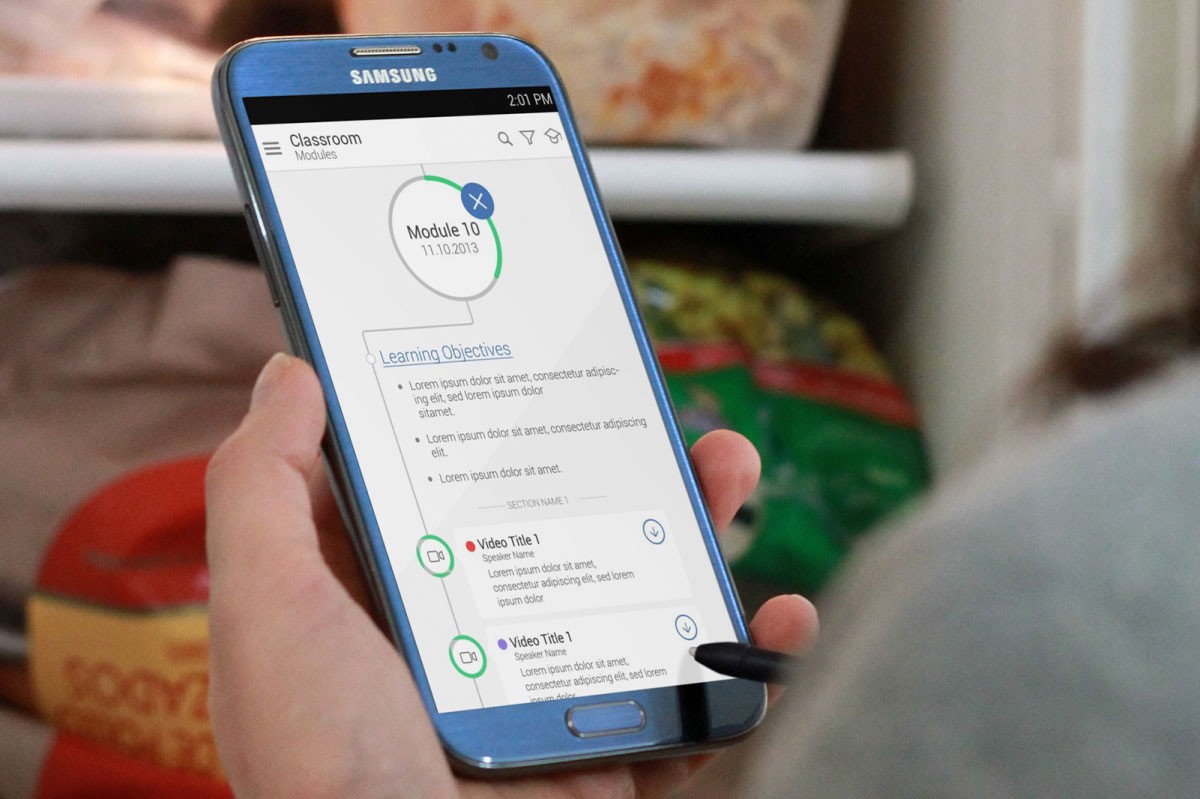 SAMSUNG
2:01 PM
Classroom
Modules
Module 10
11.10.2013
Learning Objectives
Lorem ipsum dolor sit amet, consectetur adipisc-
ing elit, sed lorem ipsum dolor
sitamet.
Lorem ipsum dolor sit amet, consectetur adipiscing
elit.
Lorem ipsum dolor sit amet.
SECTION NAME 1
Video Title 1
Speaker Name
Lorem ipsum dolor sit amet,
consectetur adipiscing elit, sed lorem
ipsum dolor
Video Title 1
Speaker Name
Lorem ipsum dolor sit amet,
consectetur adipiscing elit, sed lorem
ipsum dolor